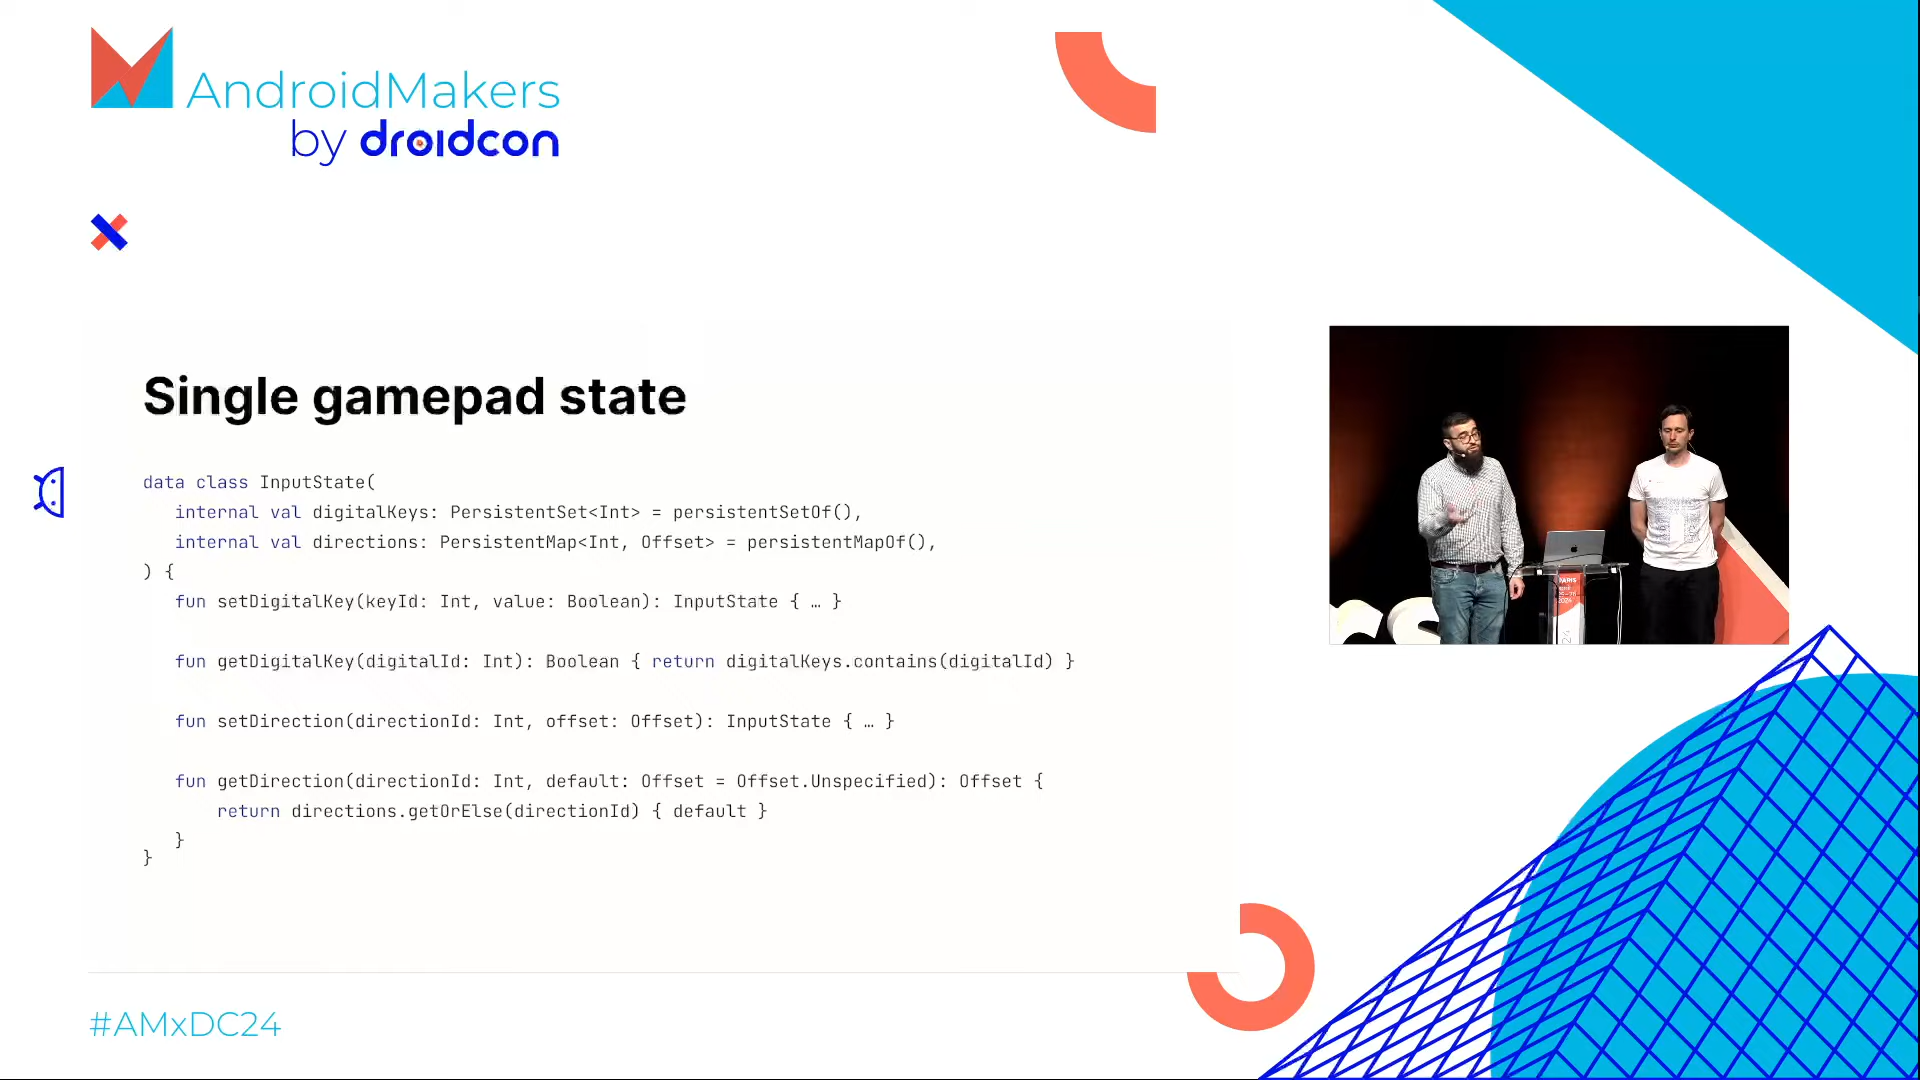 AndroidMakers
by droidcon
Single gamepad state
data class InputState(
internal val digitalKeys: PersistentSet<Int> = persistentSetOf(),
internal val directions: PersistentMap<Int, Offset> = persistentMapOf(),
) {
fun setDigitalKey(keyId: Int, value: Boolean): InputState { … }
fun getDigitalKey(digitalId: Int): Boolean { return digitalKeys.contains(digitalId) }
fun setDirection(directionId: Int, offset: Offset): InputState { … }
fun getDirection(directionId: Int, default: Offset = Offset.Unspecified): Offset {
return directions.getOrElse(directionId) { default }
}
}
PARIS
2024
#AMxDC24